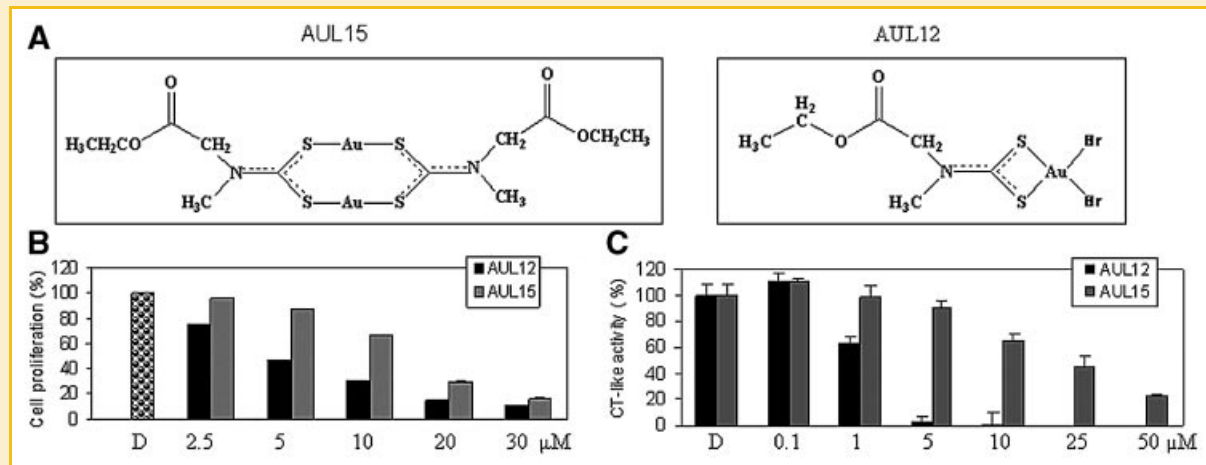 A
AUL15
AUL12
O
H₃CH₂CO
CH₂
N
H₃C
S Au S
S Au S
O
OCH₂CH₃
CH₂
N
CH₃
H₂
C
H₃C
O
O
CH₂
N
H₃C
S
S
Au
Br
Br
B
Cell proliferation (%)
120
100
80
60
40
20
0
AUL12
AUL15
D 2.5 5 10 20 30 µM
C
CT-like activity (%)
120
100
80
60
40
20
0
AUL12
AUL15
D 0.1 1 5 10 25 50 µM